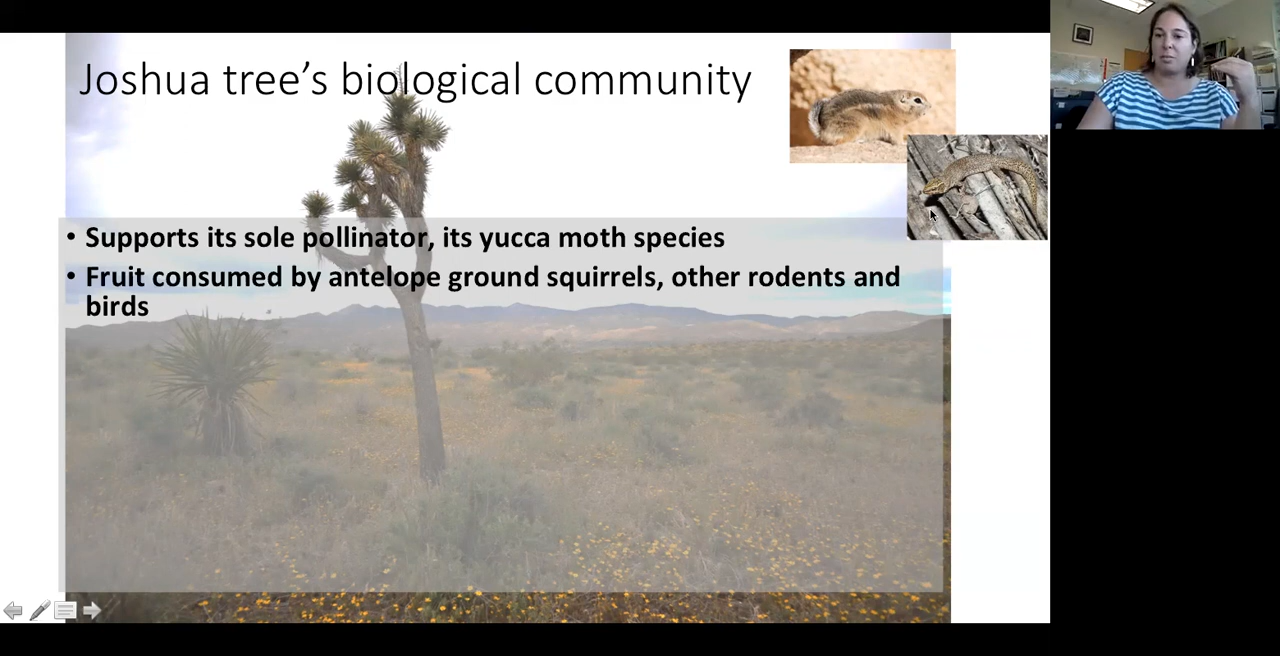 Joshua tree's biological community
• Supports its sole pollinator, its yucca moth species
• Fruit consumed by antelope ground squirrels, other rodents and
birds